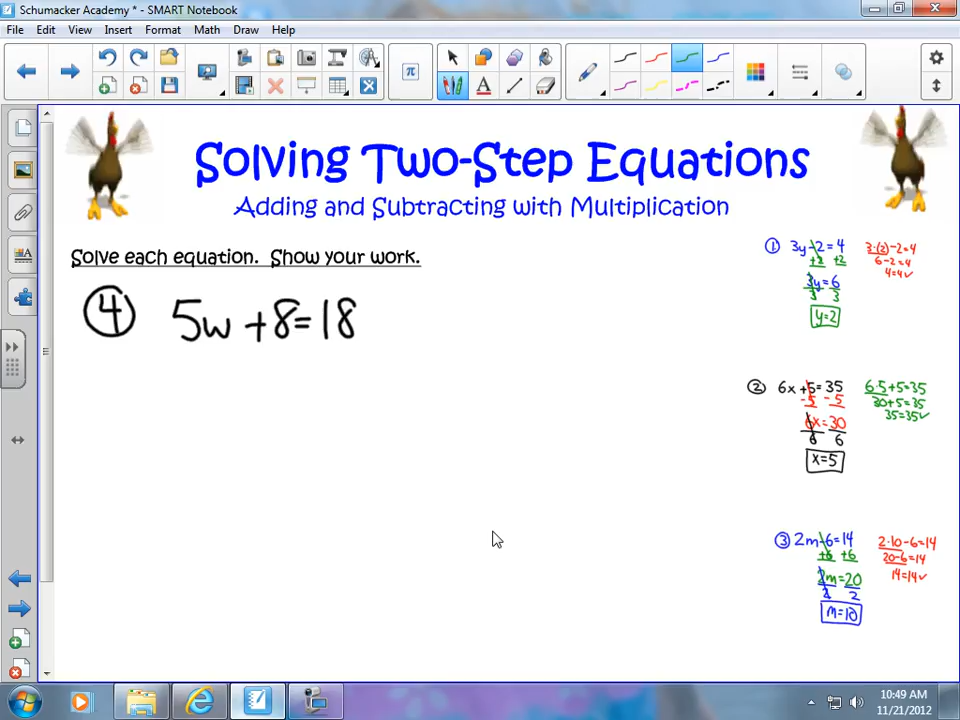 Schumacker Academy * - SMART Notebook
File Edit View Insert Format Math Draw Help
π
A
Solving Two-Step Equations
Adding and Subtracting with Multiplication
Solve each equation. Show your work.
④ 5w +8=18
① 3y-2=4
+2 +2
3y=6
3 3
y=2
3·(2)-2=4
6-2=4
4=4✓
② 6x+5=35
-5 -5
6x=30
6 6
x=5
6·5+5=35
30+5=35
35=35✓
③ 2m-6=14
+6 +6
2m=20
2 2
m=10
2·10-6=14
20-6=14
14=14✓
10:49 AM
11/21/2012